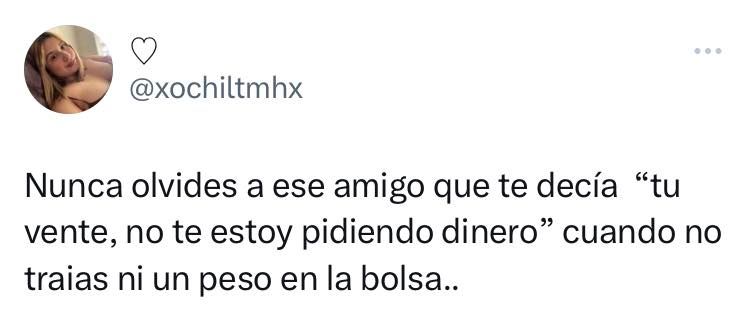 ♡
@xochiltmhx
Nunca olvides a ese amigo que te decía  “tu
vente, no te estoy pidiendo dinero” cuando no
traias ni un peso en la bolsa..